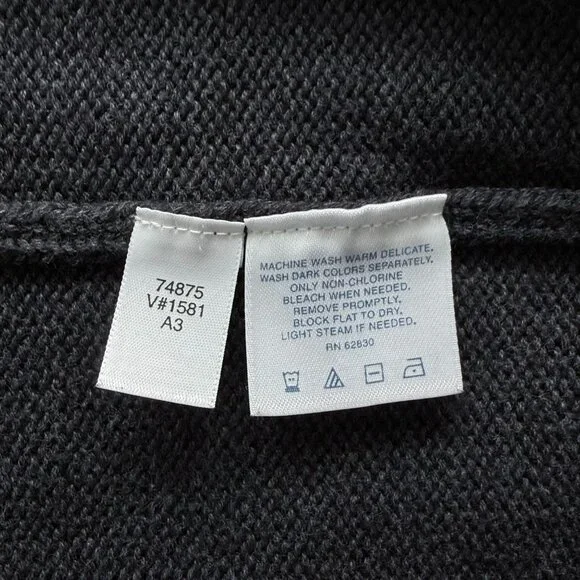 74875
V#1581
A3
MACHINE WASH WARM DELICATE.
WASH DARK COLORS SEPARATELY.
ONLY NON-CHLORINE
BLEACH WHEN NEEDED.
REMOVE PROMPTLY.
BLOCK FLAT TO DRY.
LIGHT STEAM IF NEEDED.
RN 62830